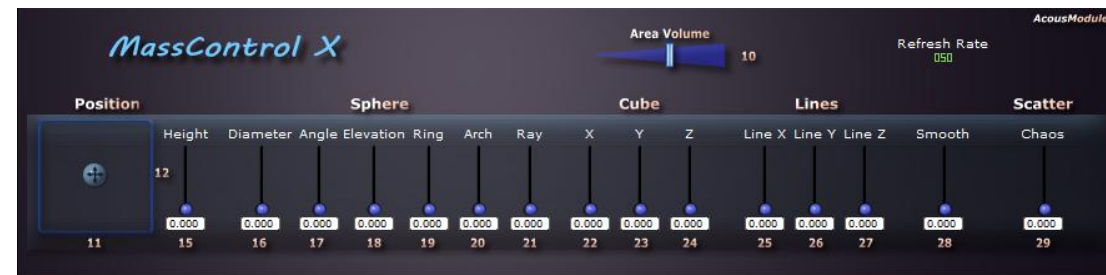 AcousModule
MassControl X
Area Volume
10
Refresh Rate
050
Position Sphere Cube Lines Scatter
Height Diameter Angle Elevation Ring Arch Ray X Y Z Line X Line Y Line Z Smooth Chaos
12
0.000 0.000 0.000 0.000 0.000 0.000 0.000 0.000 0.000 0.000 0.000 0.000 0.000 0.000 0.000
11 15 16 17 18 19 20 21 22 23 24 25 26 27 28 29